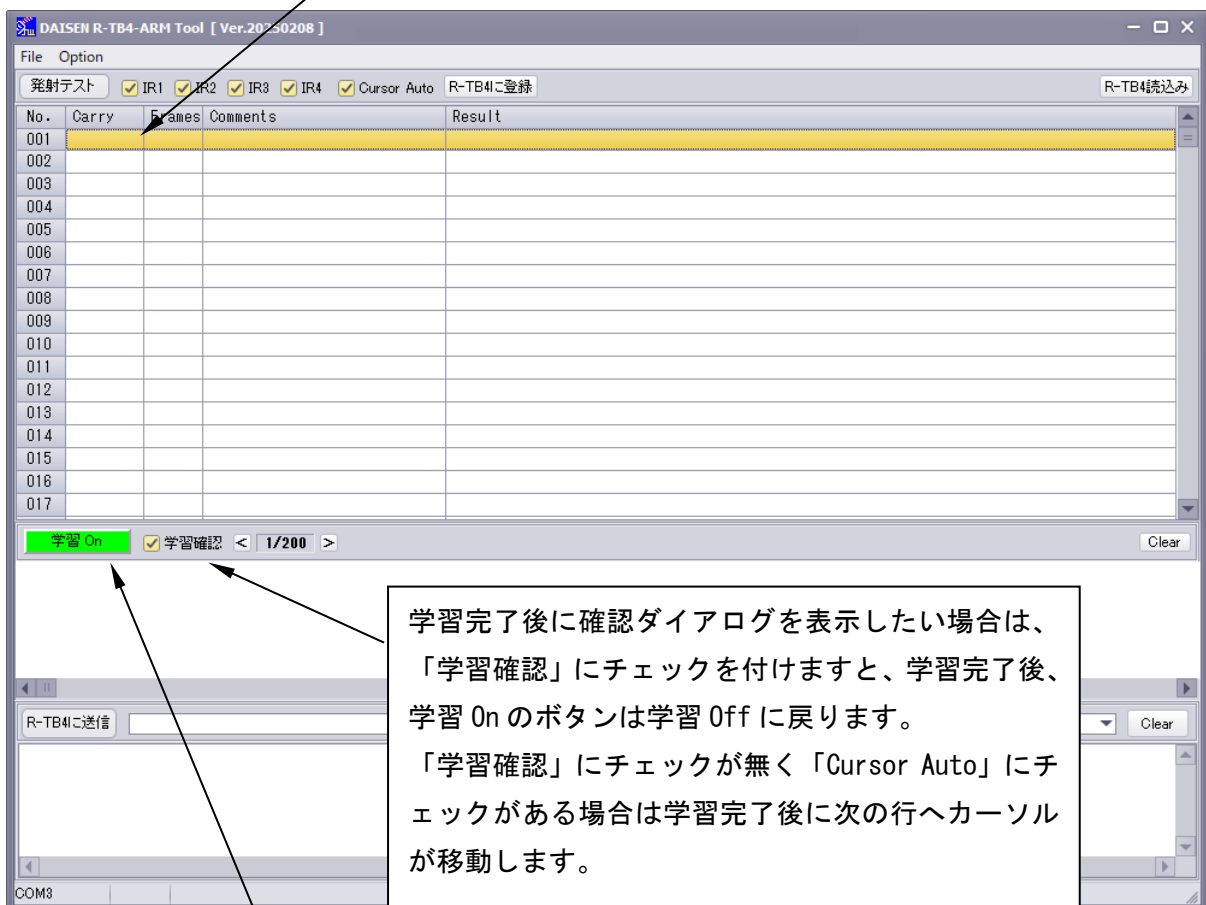 DAISEN R-TB4-ARM Tool [ Ver.20250208 ]
File Option
発射テスト IR1 IR2 IR3 IR4 Cursor Auto R-TB4に登録 R-TB4読込み
No. Carry Frames Comments Result
001
002
003
004
005
006
007
008
009
010
011
012
013
014
015
016
017
学習 On 学習確認 < 1/200 > Clear
学習完了後に確認ダイアログを表示したい場合は、
「学習確認」にチェックを付けますと、学習完了後、
学習 On のボタンは学習 Off に戻ります。
「学習確認」にチェックが無く「Cursor Auto」にチ
ェックがある場合は学習完了後に次の行へカーソル
が移動します。
R-TB4に送信 Clear
COM3